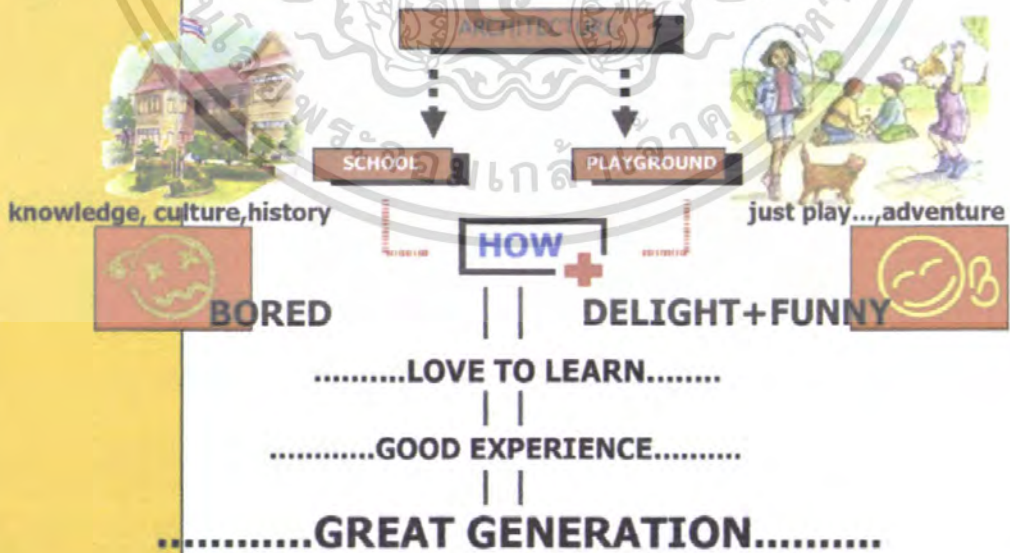 ARCHITECTURE
SCHOOL
PLAYGROUND
knowledge, culture,history
just play...,adventure
HOW
BORED
DELIGHT+FUNNY
..........LOVE TO LEARN........
............GOOD EXPERIENCE..........
............GREAT GENERATION..........